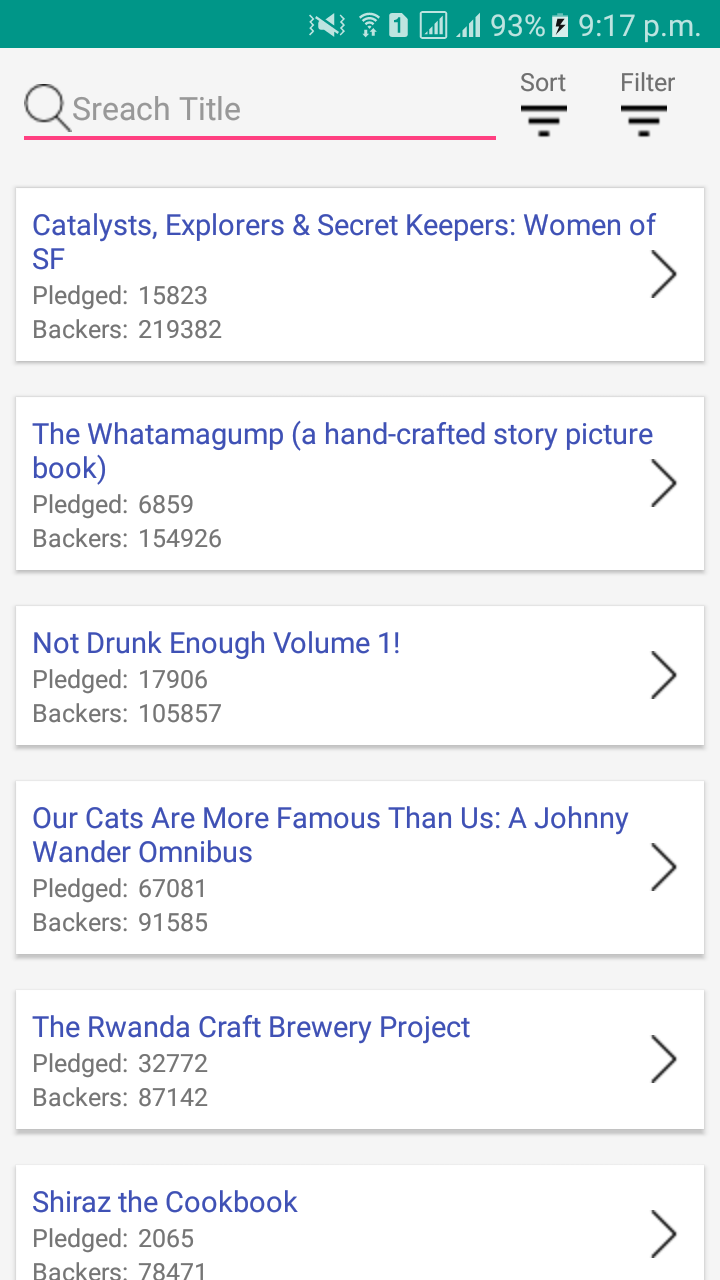 1 93% 9:17 p.m.
Sreach Title
Sort
Filter
Catalysts, Explorers & Secret Keepers: Women of
SF
Pledged: 15823
Backers: 219382
The Whatamagump (a hand-crafted story picture
book)
Pledged: 6859
Backers: 154926
Not Drunk Enough Volume 1!
Pledged: 17906
Backers: 105857
Our Cats Are More Famous Than Us: A Johnny
Wander Omnibus
Pledged: 67081
Backers: 91585
The Rwanda Craft Brewery Project
Pledged: 32772
Backers: 87142
Shiraz the Cookbook
Pledged: 2065
Backers: 78471